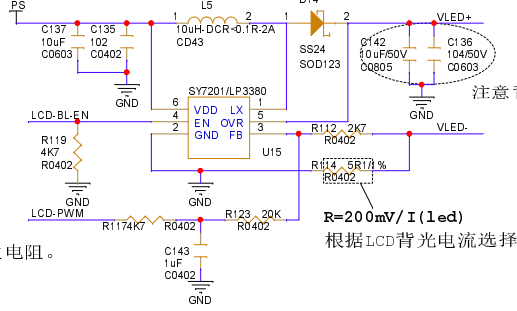 PS
L5
10uH-DCR<0.1R-2A
CD43
C137
10uF
C0603
C135
102
C0402
GND
SS24
SOD123
VLED+
C142
10uF/50V
C0805
C136
104/50V
C0603
GND
SY7201/LP3380
6 VDD LX 1
4 EN OVR 5
2 GND FB 3
U15
LCD-BL-EN
R119
4K7
R0402
GND
GND
R112 2K7
R0402
VLED-
R114 5R1/1%
R0402
R=200mV/I(led)
根据LCD背光电流选择
LCD-PWM
R117 4K7 R0402
R123 20K
R0402
C143
1uF
C0402
GND
电阻。
1
2
注意